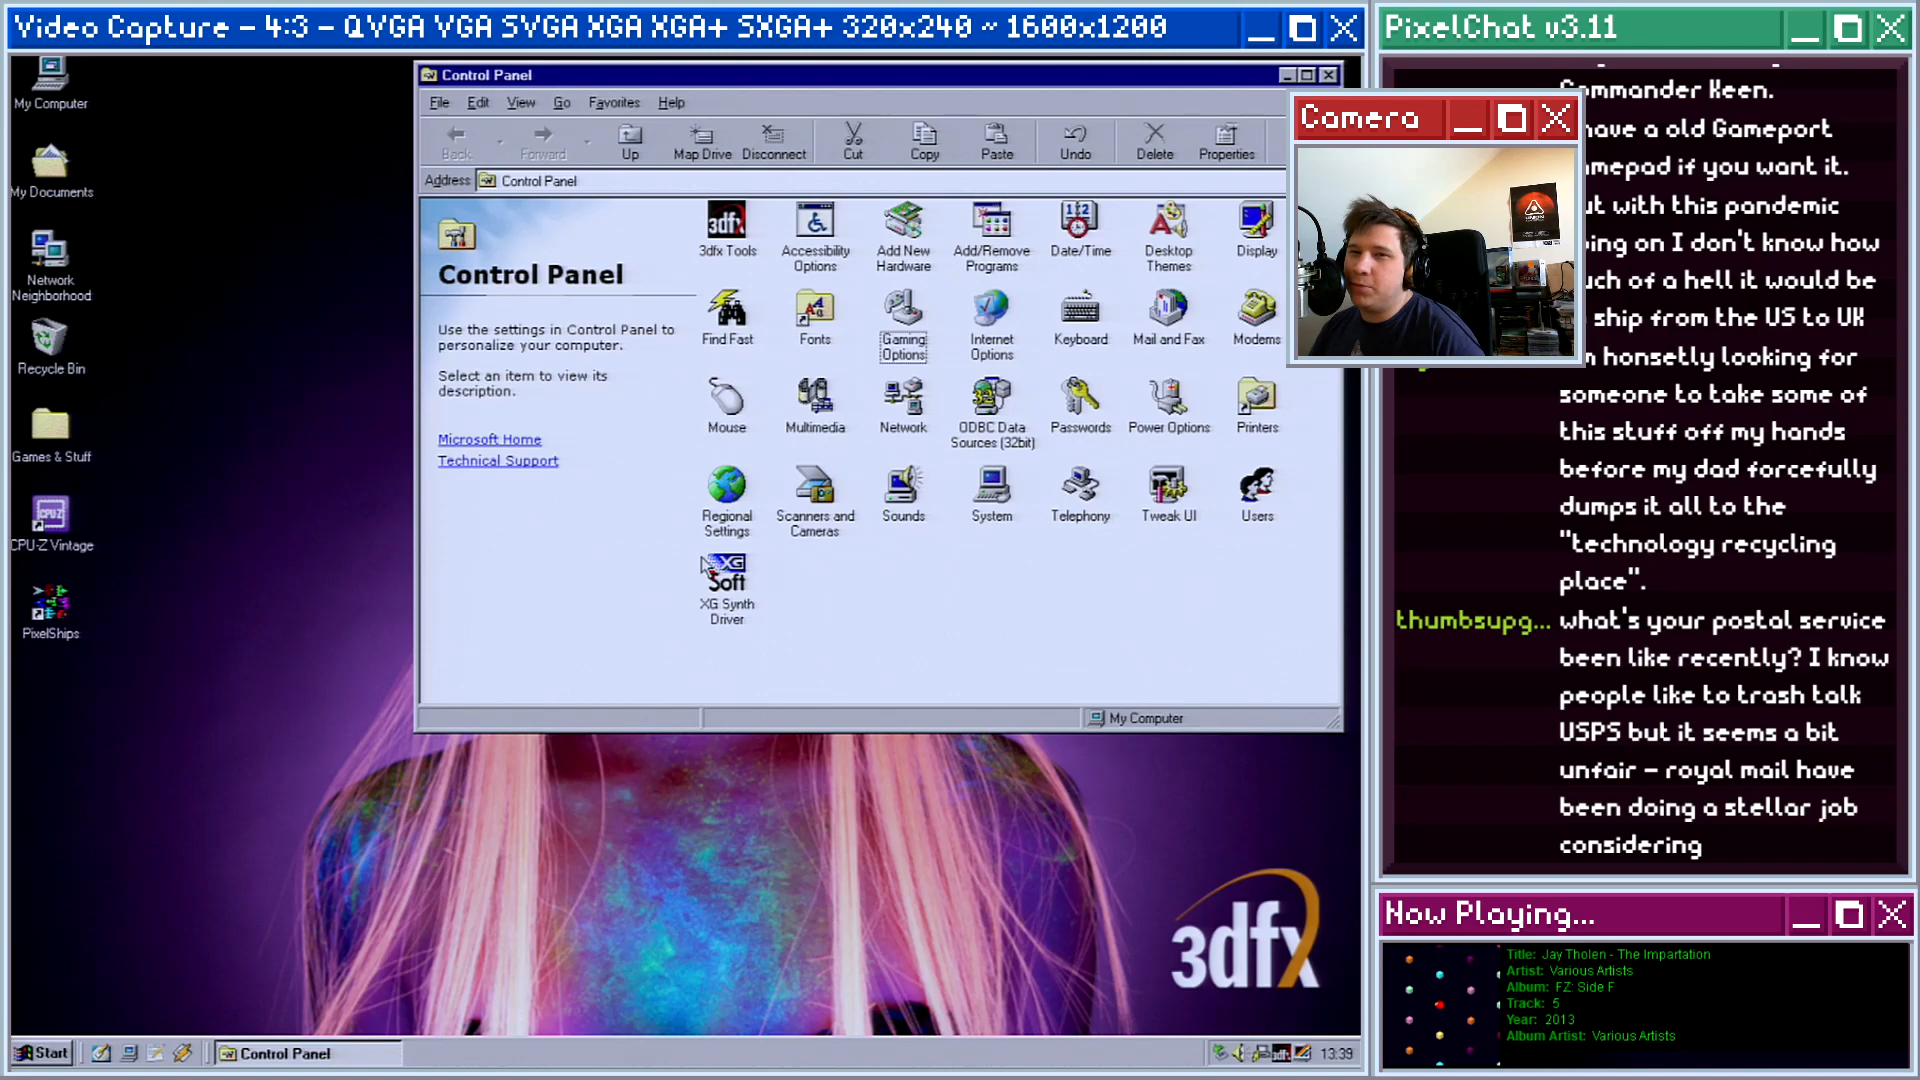 Video Capture - 4:3 - QVGA VGA SVGA XGA XGA+ SXGA+ 320x240 ~ 1600x1200
My Computer
My Documents
Network
Neighborhood
Recycle Bin
Games & Stuff
CPU-Z
CPU-Z Vintage
PixelShips
Control Panel
File Edit View Go Favorites Help
Back Forward Up Map Drive Disconnect Cut Copy Paste Undo Delete Properties
Address Control Panel
Control Panel
Use the settings in Control Panel to
personalize your computer.
Select an item to view its
description.
Microsoft Home
Technical Support
3dfx
3dfx Tools
Accessibility
Options
Add New
Hardware
Add/Remove
Programs
Date/Time
Desktop
Themes
Display
Find Fast
Fonts
Gaming
Options
Internet
Options
Keyboard
Mail and Fax
Modems
Mouse
Multimedia
Network
32
ODBC Data
Sources (32bit)
Passwords
Power Options
Printers
Regional
Settings
Scanners and
Cameras
Sounds
System
Telephony
Tweak UI
Users
XG
Soft
XG Synth
Driver
My Computer
3dfx
Start
Control Panel
13:39
Camera
PixelChat v3.11
Commander Keen.
have a old Gameport
if you want it.
with this pandemic
on I don't know how
of a hell it would be
ship from the US to UK
honsetly looking for
someone to take some of
this stuff off my hands
before my dad forcefully
dumps it all to the
"technology recycling
place".
thumbsupg... what's your postal service
been like recently? I know
people like to trash talk
USPS but it seems a bit
unfair - royal mail have
been doing a stellar job
considering
Now Playing...
Title: Jay Tholen - The Impartation
Artist: Various Artists
Album: FZ: Side F
Track: 5
Year: 2013
Album Artist: Various Artists